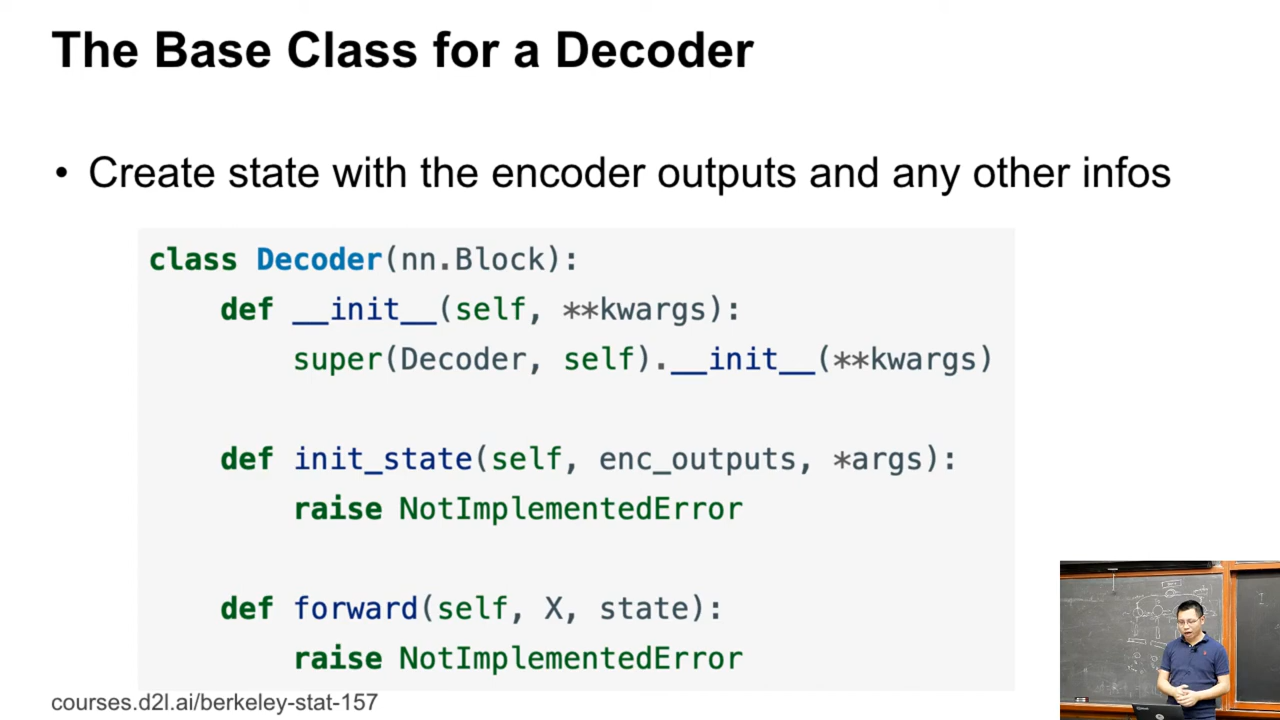 The Base Class for a Decoder
• Create state with the encoder outputs and any other infos
class Decoder(nn.Block):
    def __init__(self, **kwargs):
        super(Decoder, self).__init__(**kwargs)
    def init_state(self, enc_outputs, *args):
        raise NotImplementedError
    def forward(self, X, state):
        raise NotImplementedError
courses.d2l.ai/berkeley-stat-157